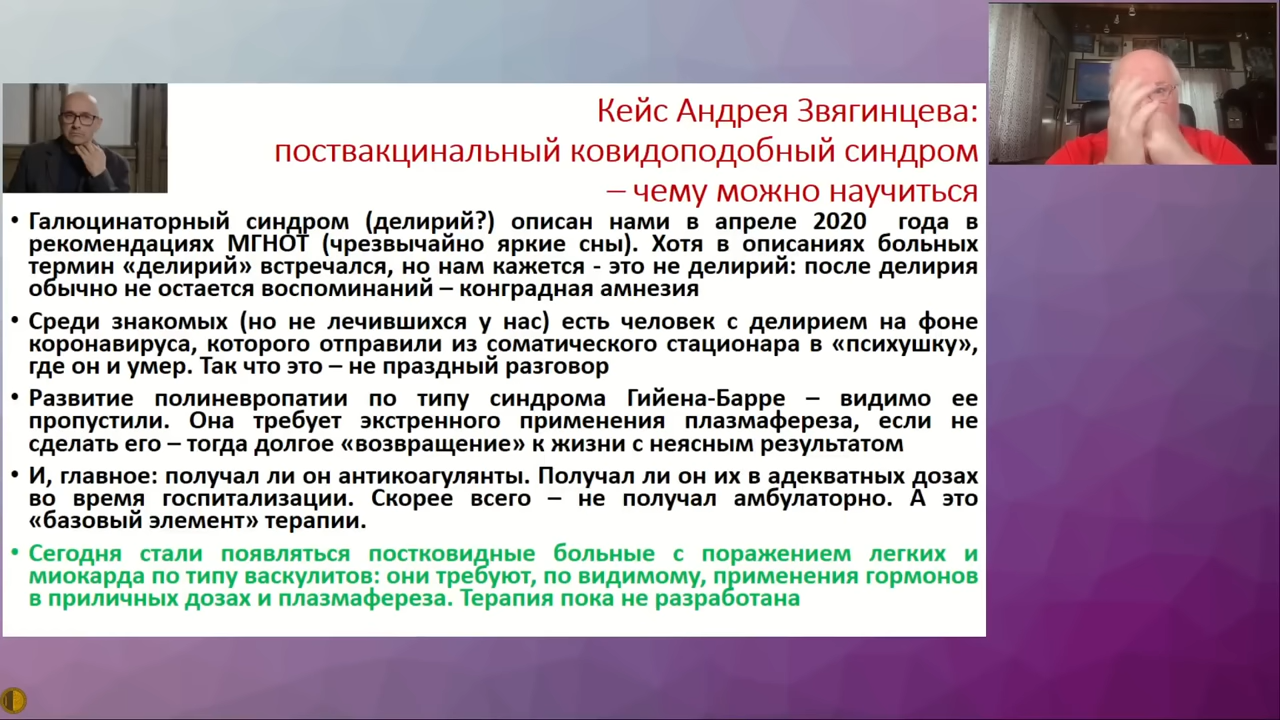 Кейс Андрея Звягинцева:
поствакцинальный ковидоподобный синдром
– чему можно научиться
• Галюцинаторный синдром (делирий?) описан нами в апреле 2020 года в
рекомендациях МГНОТ (чрезвычайно яркие сны). Хотя в описаниях больных
термин «делирий» встречался, но нам кажется - это не делирий: после делирия
обычно не остается воспоминаний – конградная амнезия
• Среди знакомых (но не лечившихся у нас) есть человек с делирием на фоне
коронавируса, которого отправили из соматического стационара в «психушку»,
где он и умер. Так что это – не праздный разговор
• Развитие полиневропатии по типу синдрома Гийена-Барре – видимо ее
пропустили. Она требует экстренного применения плазмафереза, если не
сделать его – тогда долгое «возвращение» к жизни с неясным результатом
• И, главное: получал ли он антикоагулянты. Получал ли он их в адекватных дозах
во время госпитализации. Скорее всего – не получал амбулаторно. А это
«базовый элемент» терапии.
• Сегодня стали появляться постковидные больные с поражением легких и
миокарда по типу васкулитов: они требуют, по видимому, применения гормонов
в приличных дозах и плазмафереза. Терапия пока не разработана